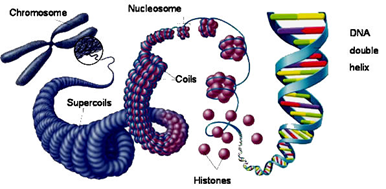 Chromosome
Nucleosome
DNA
double
helix
Coils
Supercoils
Histones